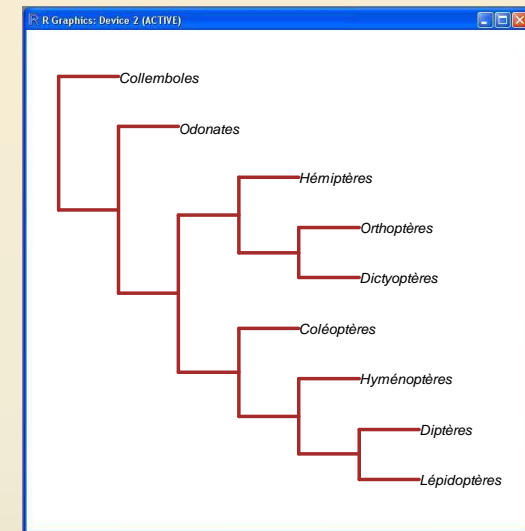 R Graphics: Device 2 (ACTIVE)
Collemboles
Odonates
Hémiptères
Orthoptères
Dictyoptères
Coléoptères
Hyménoptères
Diptères
Lépidoptères